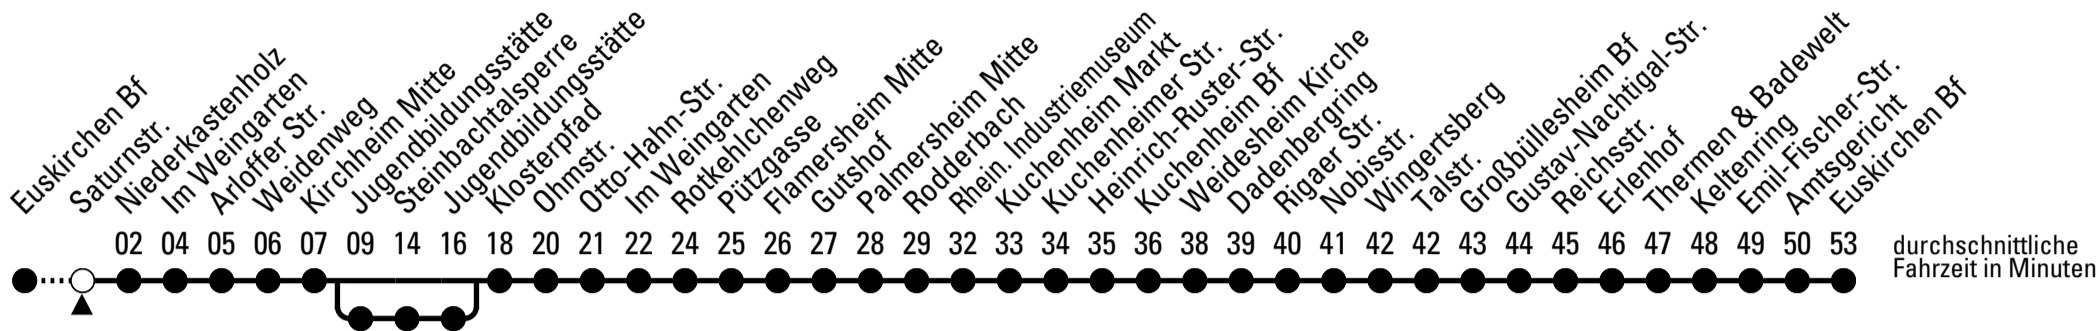 Euskirchen Bf
Saturnstr.
Niederkastenholz
Im Weingarten
Arloffer Str.
Weidenweg
Kirchheim Mitte
Jugendbildungsstätte
Steinbachtalsperre
Jugendbildungsstätte
Klosterpfad
Ohmstr.
Otto-Hahn-Str.
Im Weingarten
Rotkehlchenweg
Pützgasse
Flamersheim Mitte
Gutshof
Palmersheim Mitte
Rodderbach
Rhein. Industriemuseum
Kuchenheim Markt
Kuchenheimer Str.
Heinrich-Ruster-Str.
Kuchenheim Bf
Weidesheim Kirche
Dadenbergring
Rigaer Str.
Nobisstr.
Wingertsberg
Talstr.
Großbüllesheim Bf
Gustav-Nachtigal-Str.
Reichsstr.
Erlenhof
Thermen & Badewelt
Keltenring
Emil-Fischer-Str.
Amtsgericht
Euskirchen Bf
02 04 05 06 07 09 14 16 18 20 21 22 24 25 26 27 28 29 32 33 34 35 36 38 39 40 41 42 42 43 44 45 46 47 48 49 50 53
durchschnittliche
Fahrzeit in Minuten